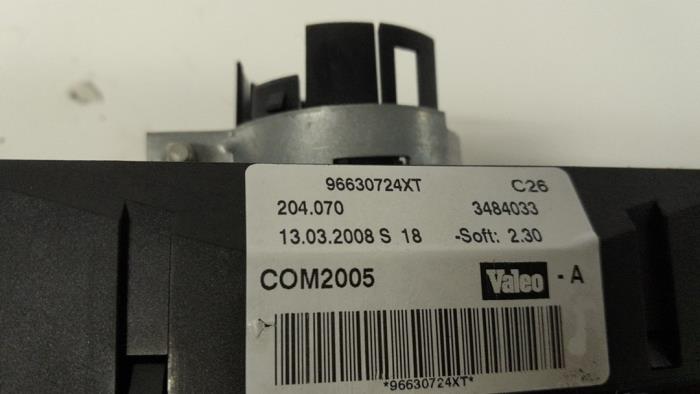 96630724XT C26
204.070 3484033
13.03.2008 S 18 -Soft: 2.30
COM2005 Valeo - A
*96630724XT*